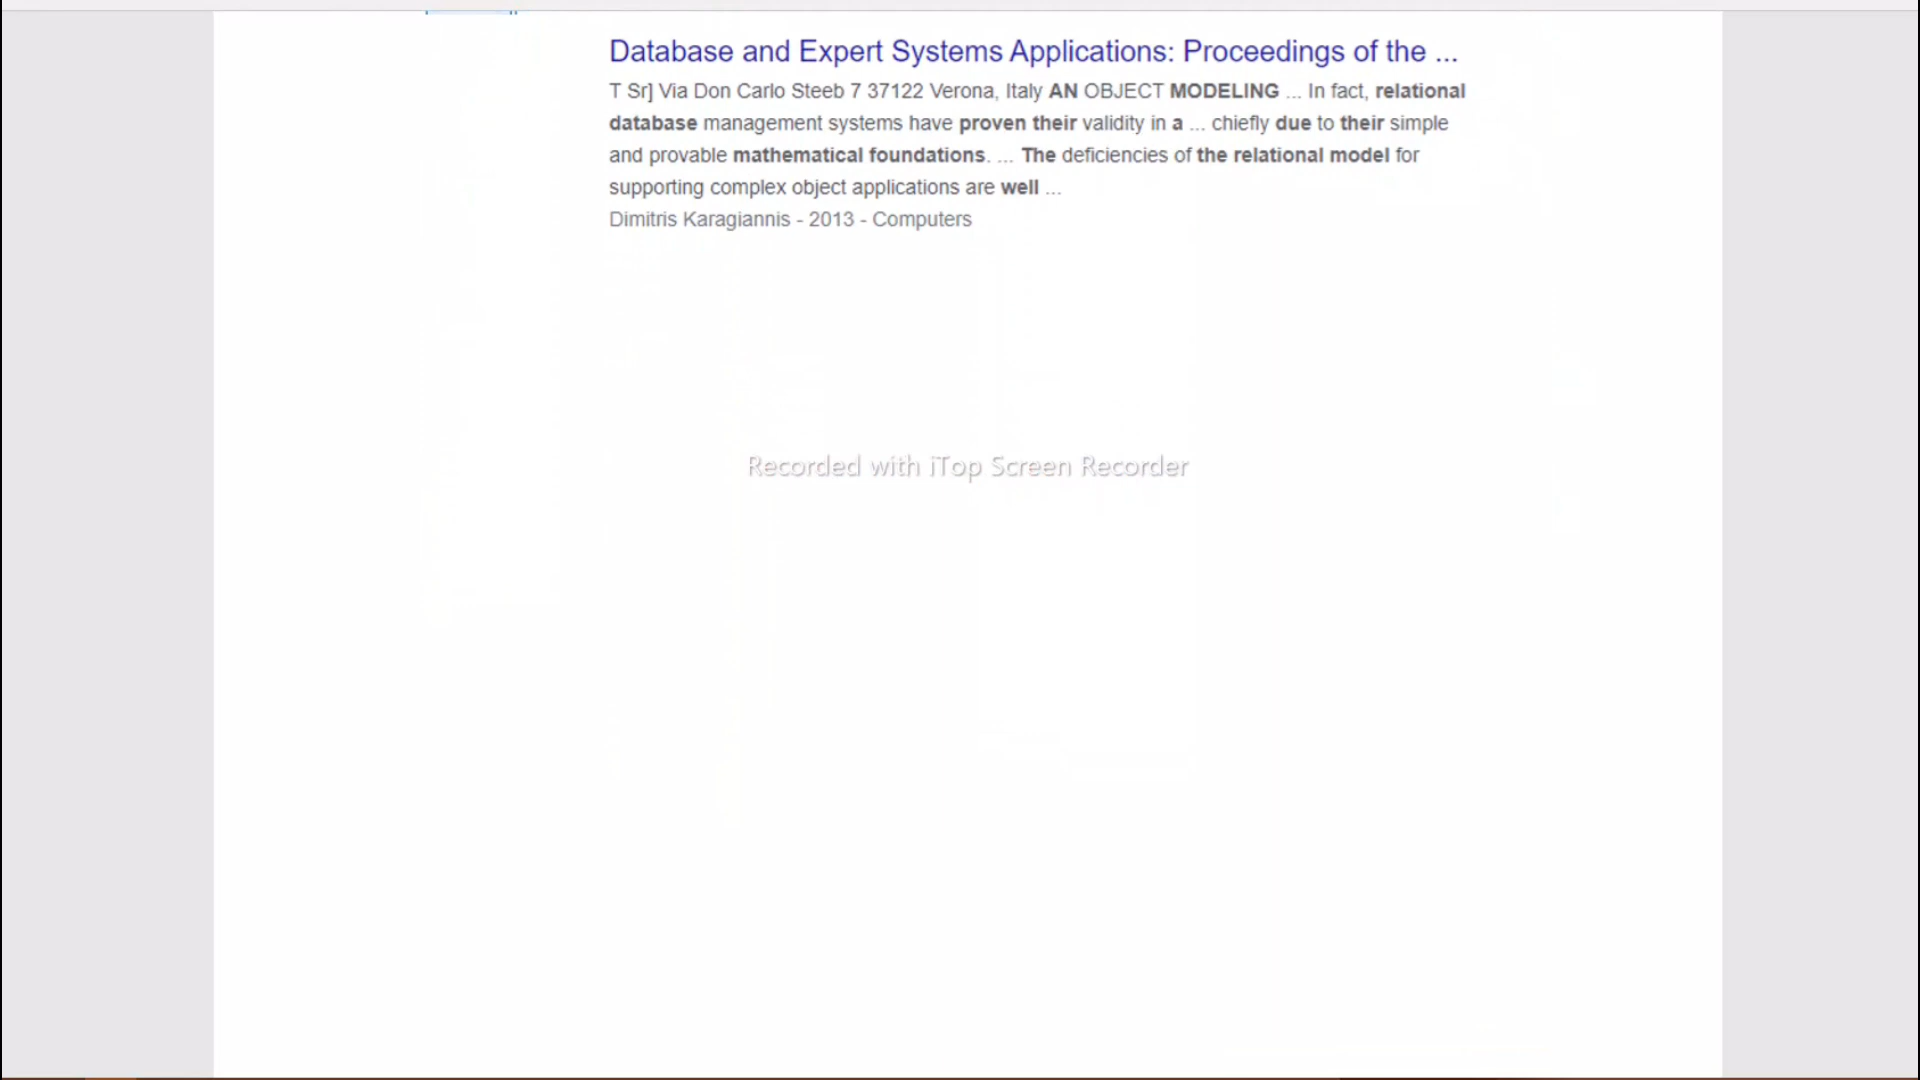 Database and Expert Systems Applications: Proceedings of the ...
T Sr] Via Don Carlo Steeb 7 37122 Verona, Italy AN OBJECT MODELING ... In fact, relational
database management systems have proven their validity in a ... chiefly due to their simple
and provable mathematical foundations. ... The deficiencies of the relational model for
supporting complex object applications are well ...
Dimitris Karagiannis - 2013 - Computers
Recorded with iTop Screen Recorder